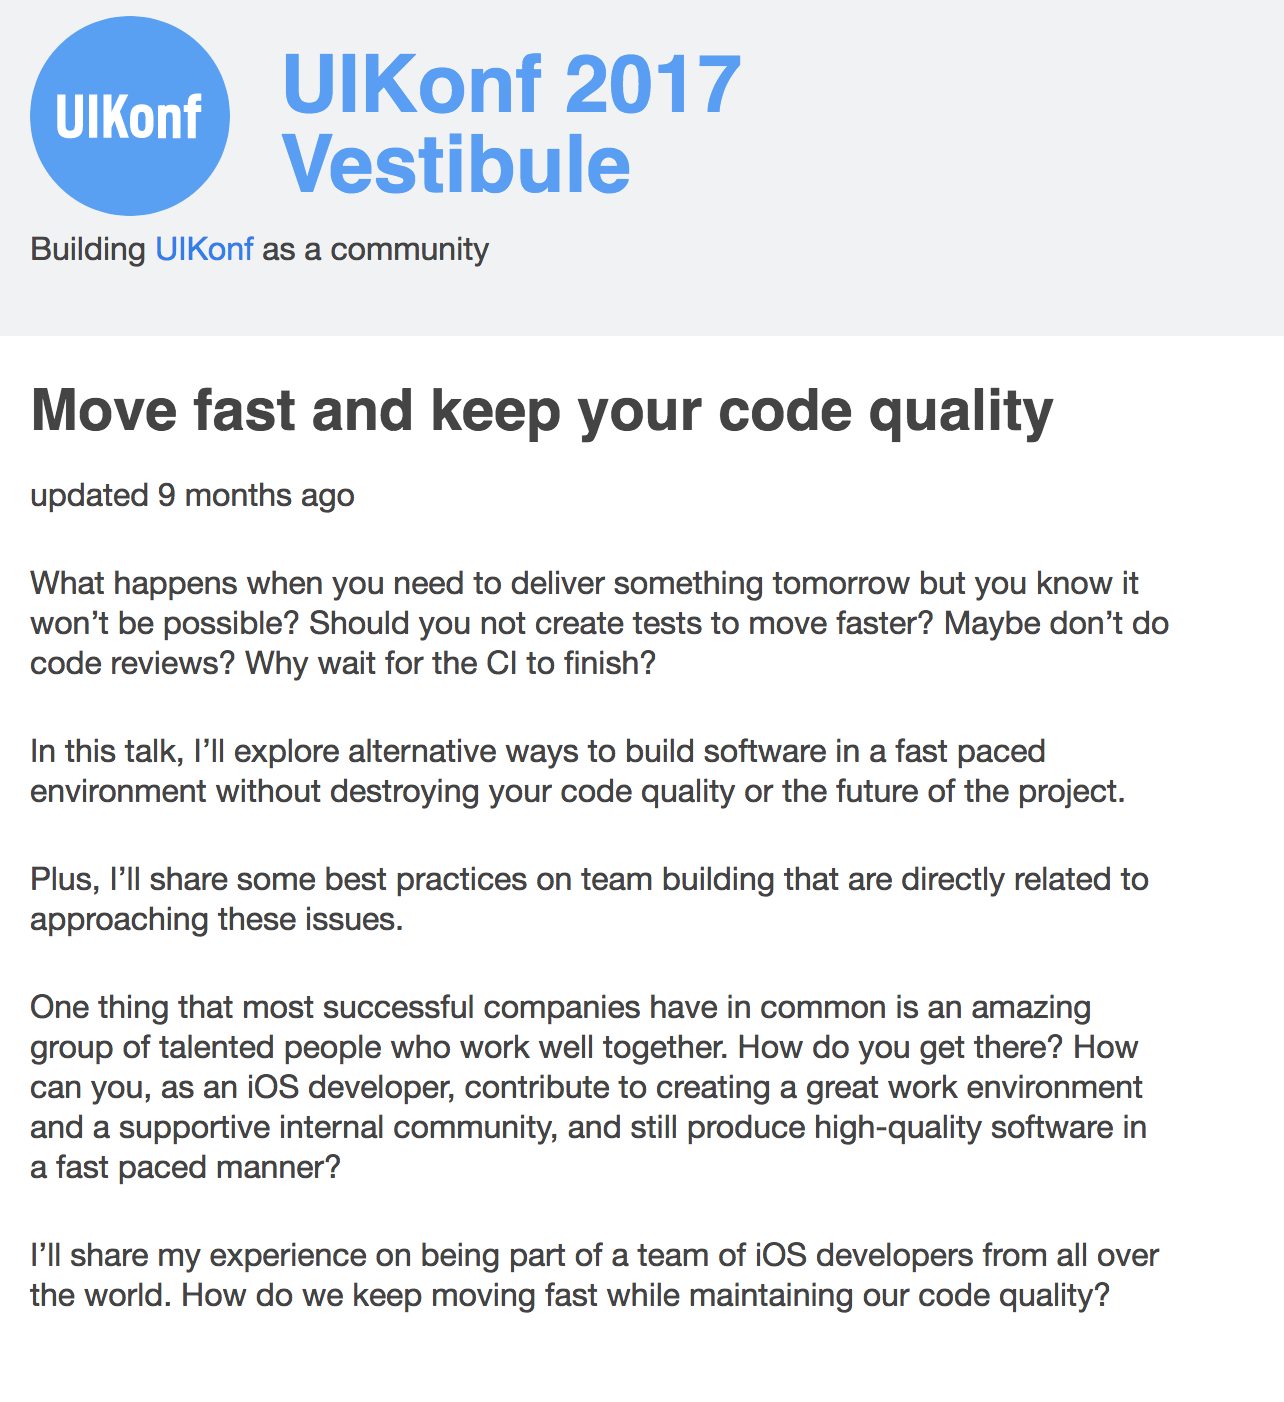 UIKonf
UIKonf 2017
Vestibule
Building UIKonf as a community
Move fast and keep your code quality
updated 9 months ago
What happens when you need to deliver something tomorrow but you know it
won’t be possible? Should you not create tests to move faster? Maybe don’t do
code reviews? Why wait for the CI to finish?
In this talk, I’ll explore alternative ways to build software in a fast paced
environment without destroying your code quality or the future of the project.
Plus, I’ll share some best practices on team building that are directly related to
approaching these issues.
One thing that most successful companies have in common is an amazing
group of talented people who work well together. How do you get there? How
can you, as an iOS developer, contribute to creating a great work environment
and a supportive internal community, and still produce high-quality software in
a fast paced manner?
I’ll share my experience on being part of a team of iOS developers from all over
the world. How do we keep moving fast while maintaining our code quality?